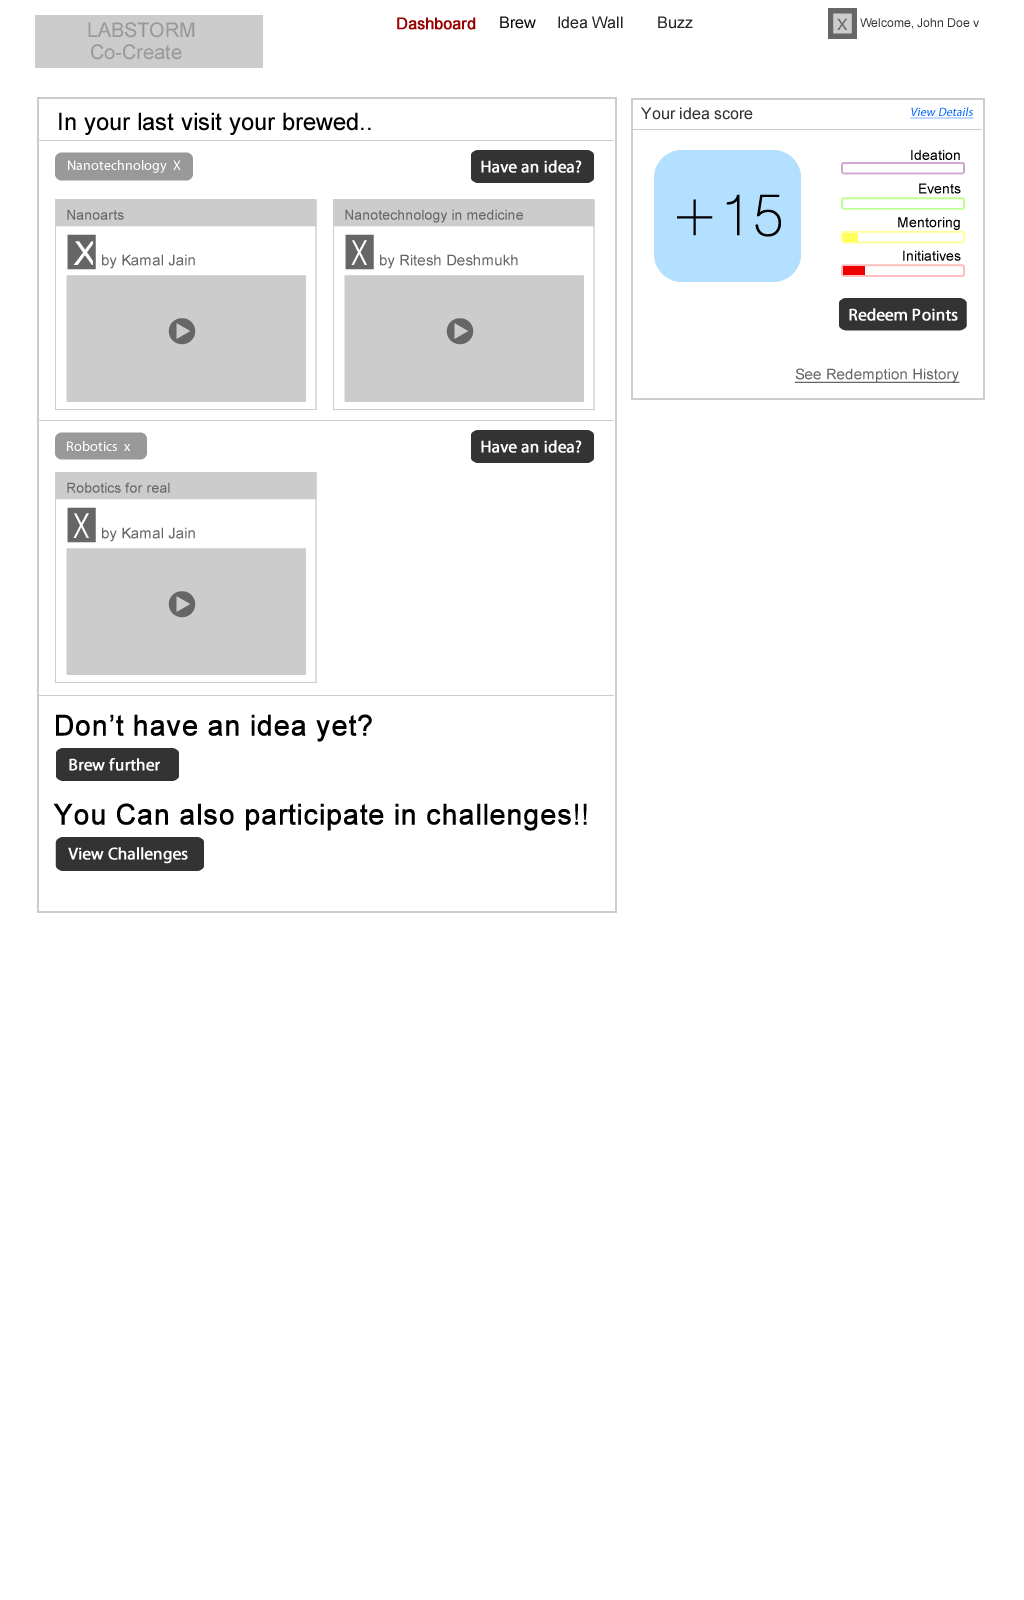 LABSTORM
Co-Create
Dashboard Brew Idea Wall Buzz
X Welcome, John Doe v
In your last visit your brewed..
Nanotechnology X
Have an idea?
Nanoarts
X by Kamal Jain
Nanotechnology in medicine
X by Ritesh Deshmukh
Robotics x
Have an idea?
Robotics for real
X by Kamal Jain
Don’t have an idea yet?
Brew further
You Can also participate in challenges!!
View Challenges
Your idea score
View Details
+15
Ideation
Events
Mentoring
Initiatives
Redeem Points
See Redemption History